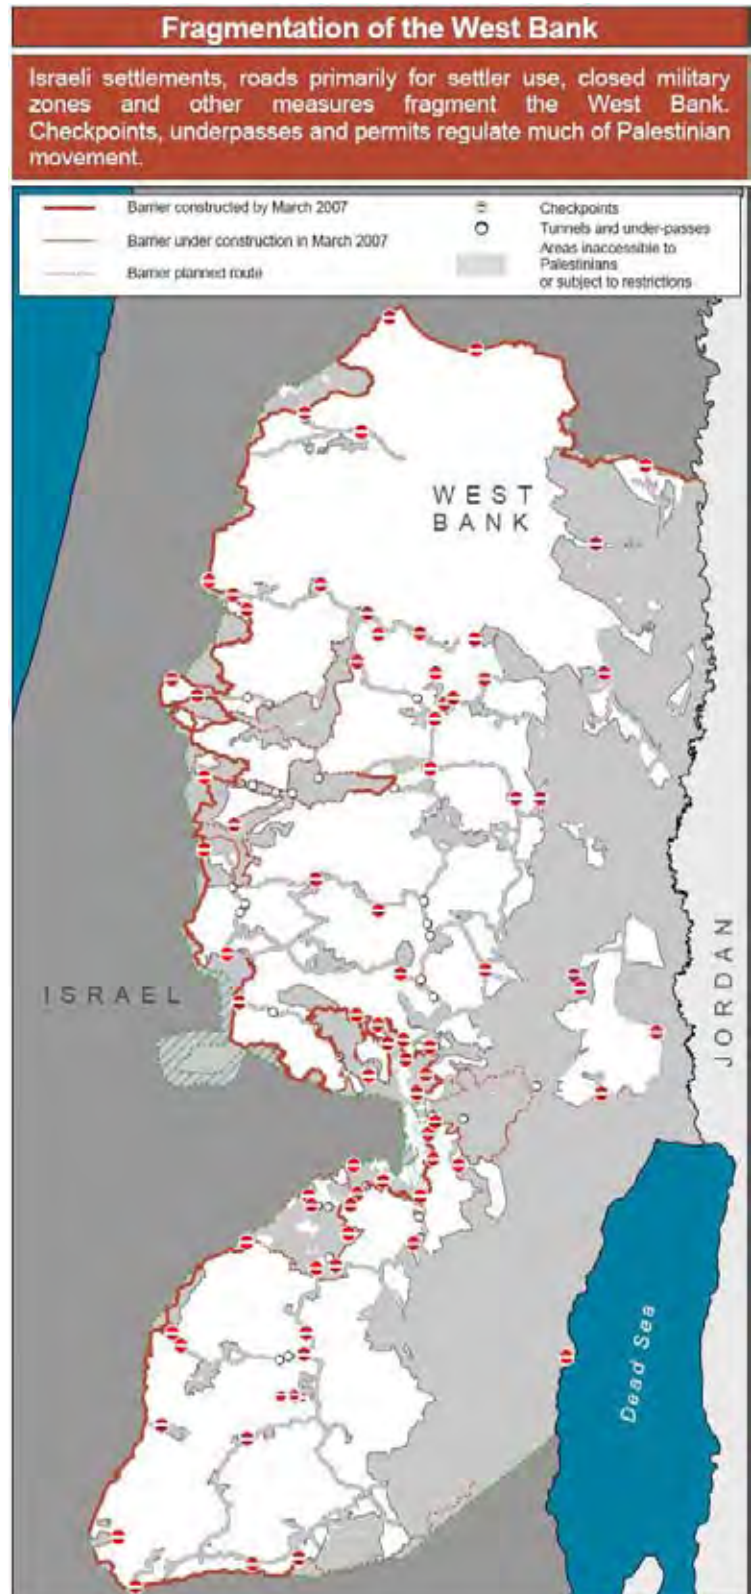 Fragmentation of the West Bank
Israeli settlements, roads primarily for settler use, closed military
zones and other measures fragment the West Bank.
Checkpoints, underpasses and permits regulate much of Palestinian
movement.
Barrier constructed by March 2007
Barrier under construction in March 2007
Barrier planned route
Checkpoints
Tunnels and under-passes
Areas inaccessible to
Palestinians
or subject to restrictions
WEST
BANK
ISRAEL
JORDAN
Dead Sea